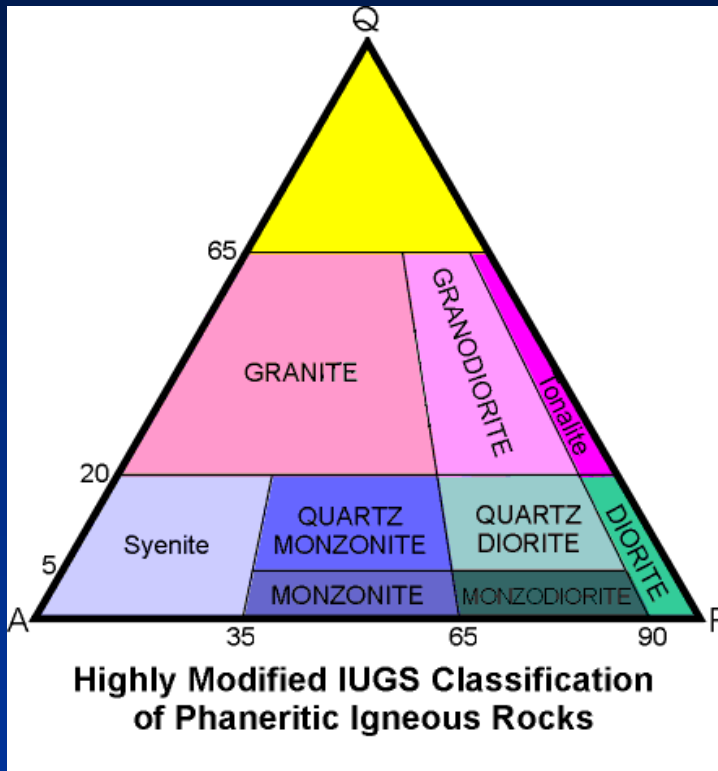 Q
65
GRANITE
GRANODIORITE
Tonalite
20
Syenite
QUARTZ
MONZONITE
QUARTZ
DIORITE
DIORITE
5
MONZONITE
MONZODIORITE
A
P
35
65
90
Highly Modified IUGS Classification
of Phaneritic Igneous Rocks